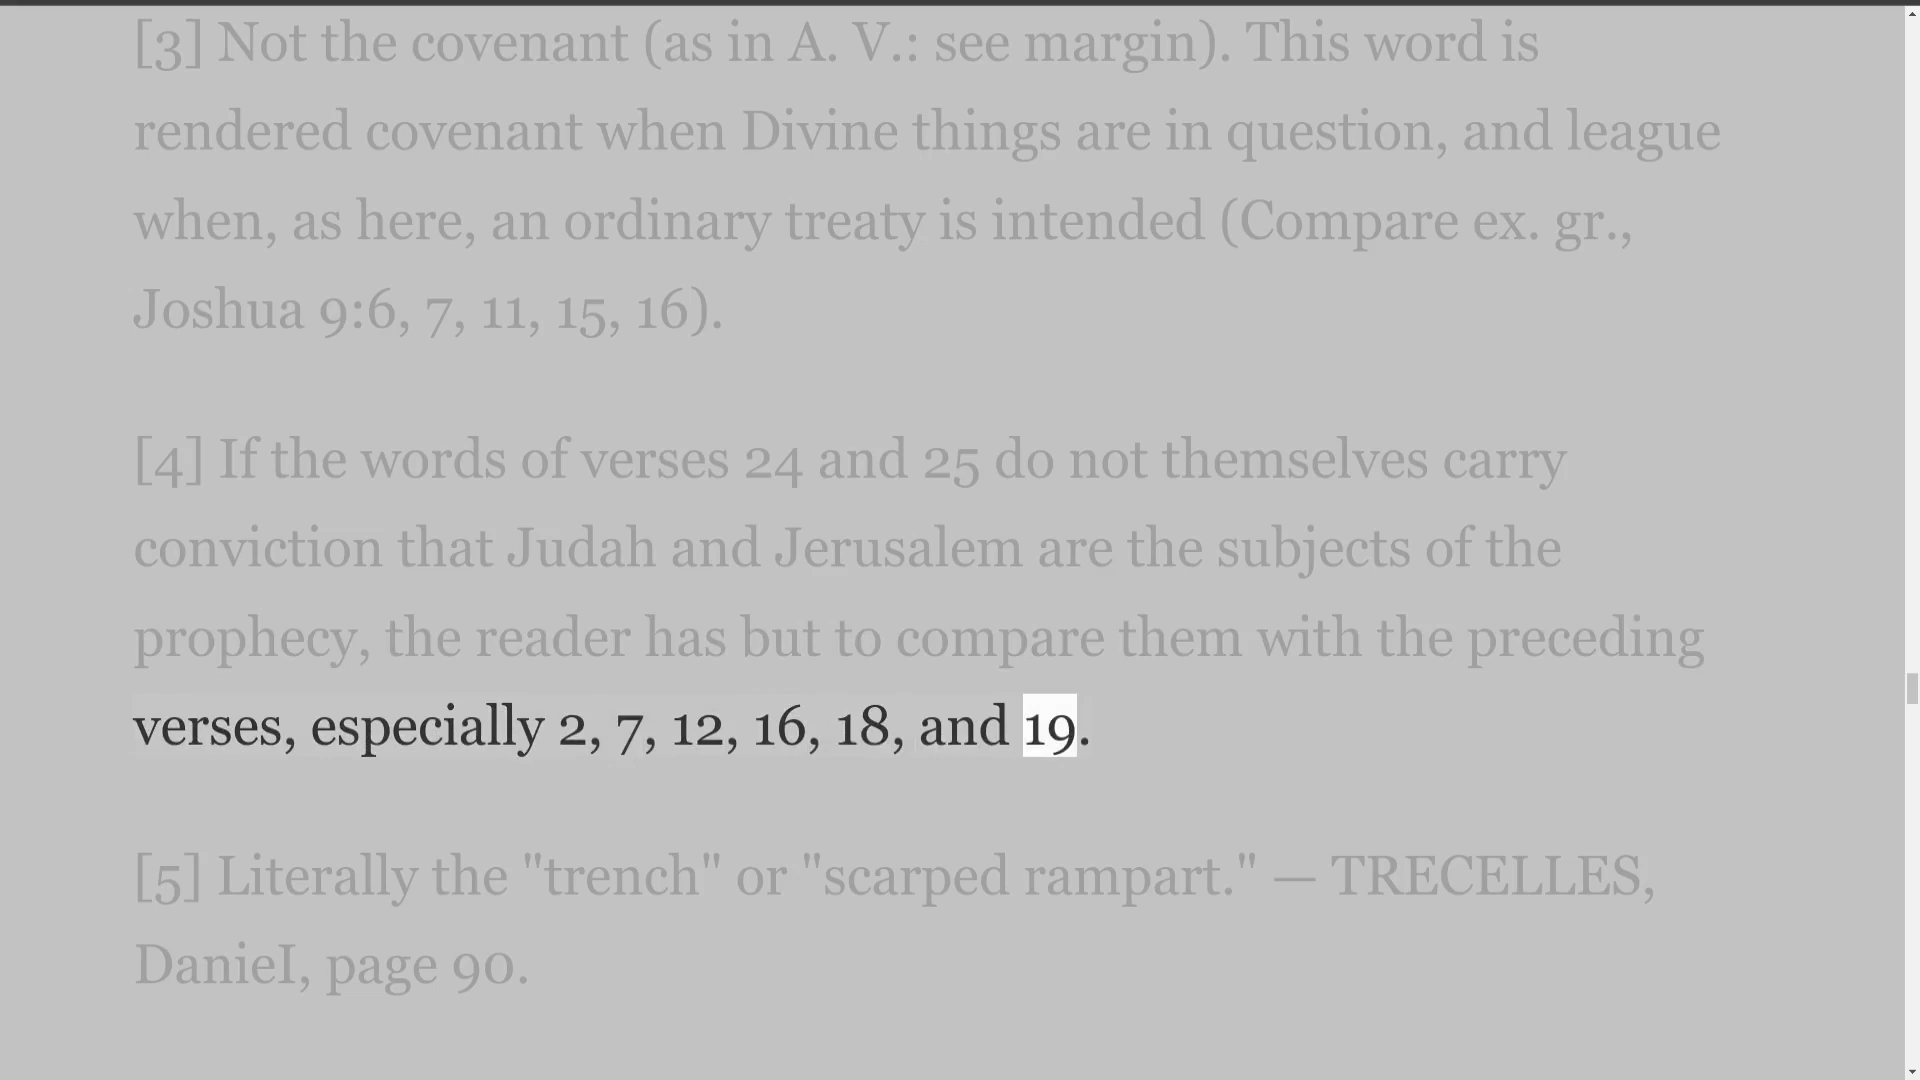 [3] Not the covenant (as in A. V.: see margin). This word is
rendered covenant when Divine things are in question, and league
when, as here, an ordinary treaty is intended (Compare ex. gr.,
Joshua 9:6, 7, 11, 15, 16).
[4] If the words of verses 24 and 25 do not themselves carry
conviction that Judah and Jerusalem are the subjects of the
prophecy, the reader has but to compare them with the preceding
verses, especially 2, 7, 12, 16, 18, and 19.
[5] Literally the "trench" or "scarped rampart." — TRECELLES,
DanieI, page 90.